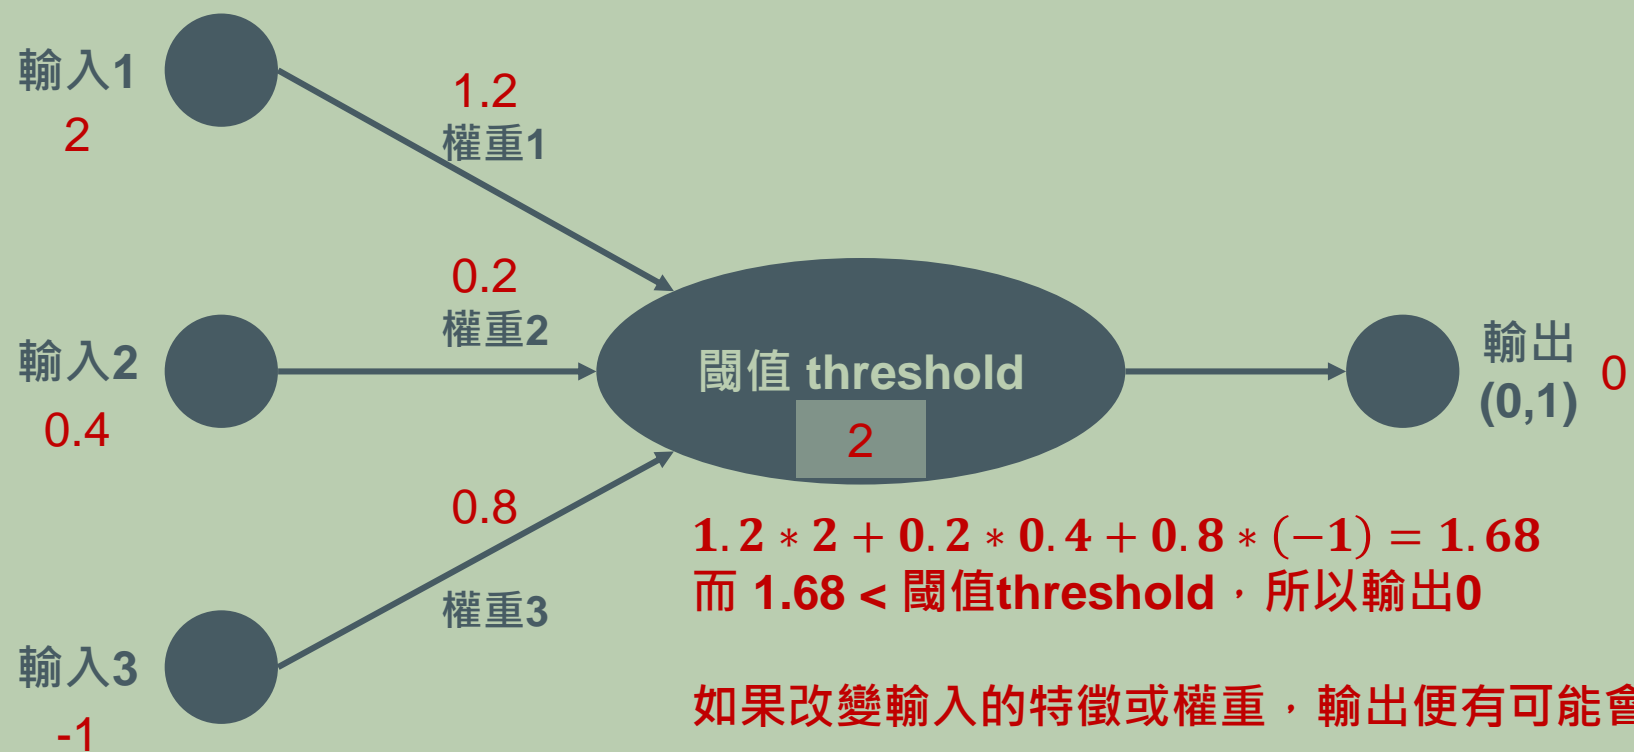 輸入1
2
1.2
權重1
0.2
權重2
輸入2
0.4
閾值 threshold
2
輸出
(0,1)
0
0.8
權重3
輸入3
-1
1.2 * 2 + 0.2 * 0.4 + 0.8 * (−1) = 1.68
而 1.68 < 閾值threshold，所以輸出0
如果改變輸入的特徵或權重，輸出便有可能會